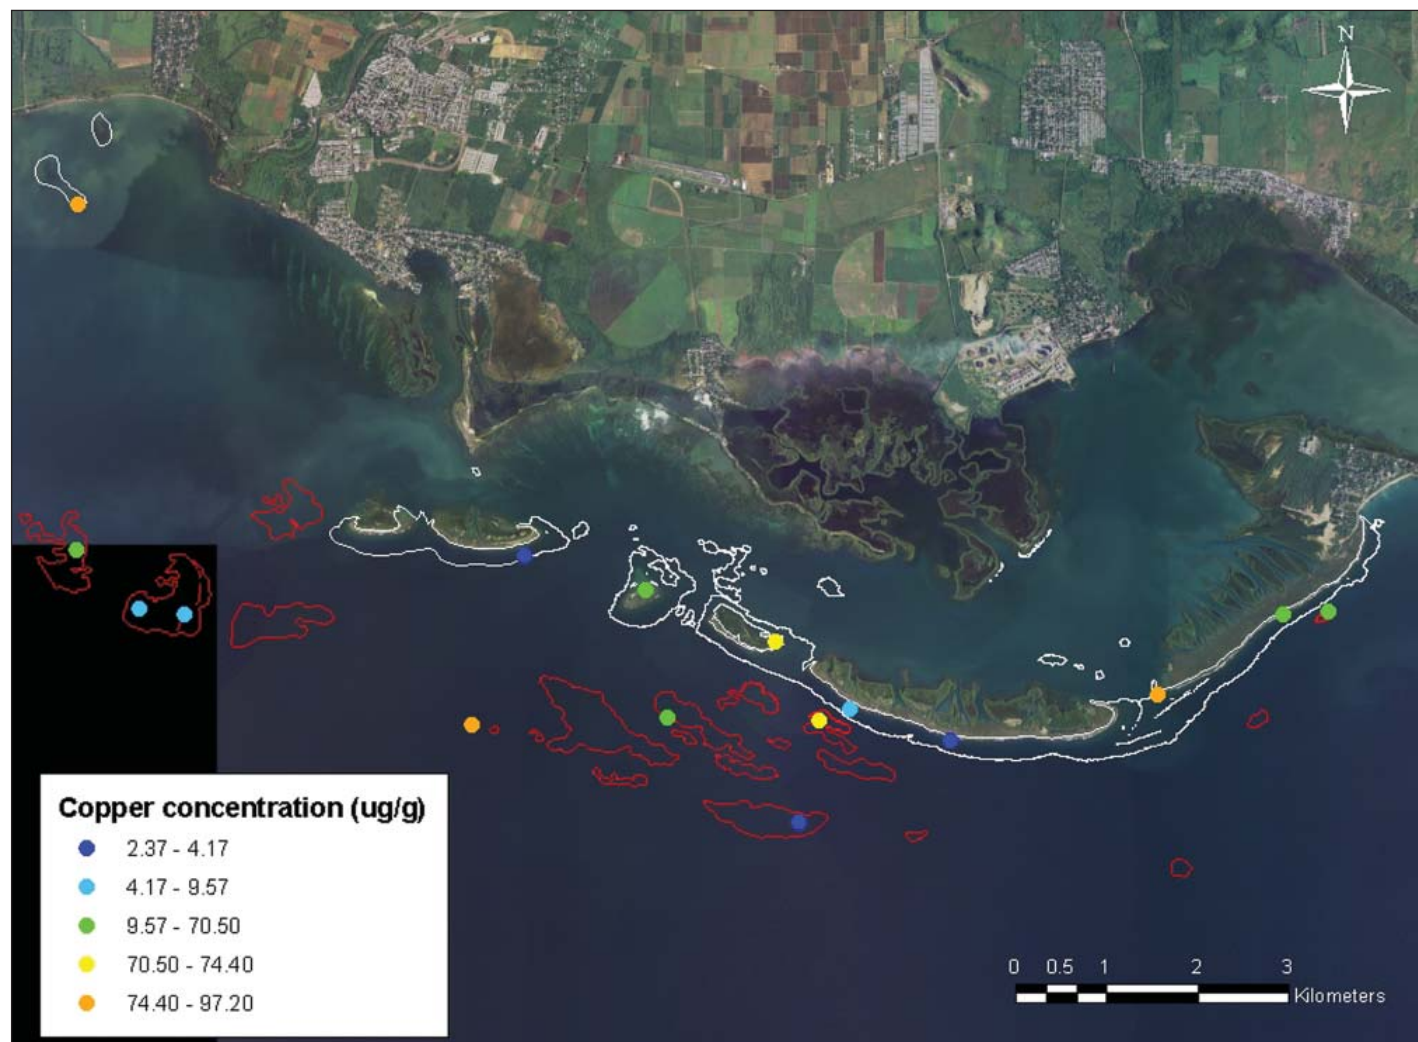 N
Copper concentration (ug/g)
2.37 - 4.17
4.17 - 9.57
9.57 - 70.50
70.50 - 74.40
74.40 - 97.20
0 0.5 1 2 3
Kilometers